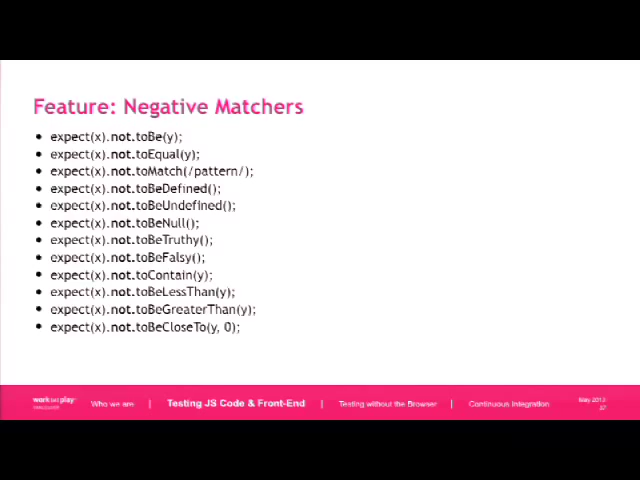 Feature: Negative Matchers
• expect(x).not.toBe(y);
• expect(x).not.toEqual(y);
• expect(x).not.toMatch(/pattern/);
• expect(x).not.toBeDefined();
• expect(x).not.toBeUndefined();
• expect(x).not.toBeNull();
• expect(x).not.toBeTruthy();
• expect(x).not.toBeFalsy();
• expect(x).not.toContain(y);
• expect(x).not.toBeLessThan(y);
• expect(x).not.toBeGreaterThan(y);
• expect(x).not.toBeCloseTo(y, 0);
Who we are | Testing JS Code & Front-End | Testing without the Browser | Continuous Integration
May 2013